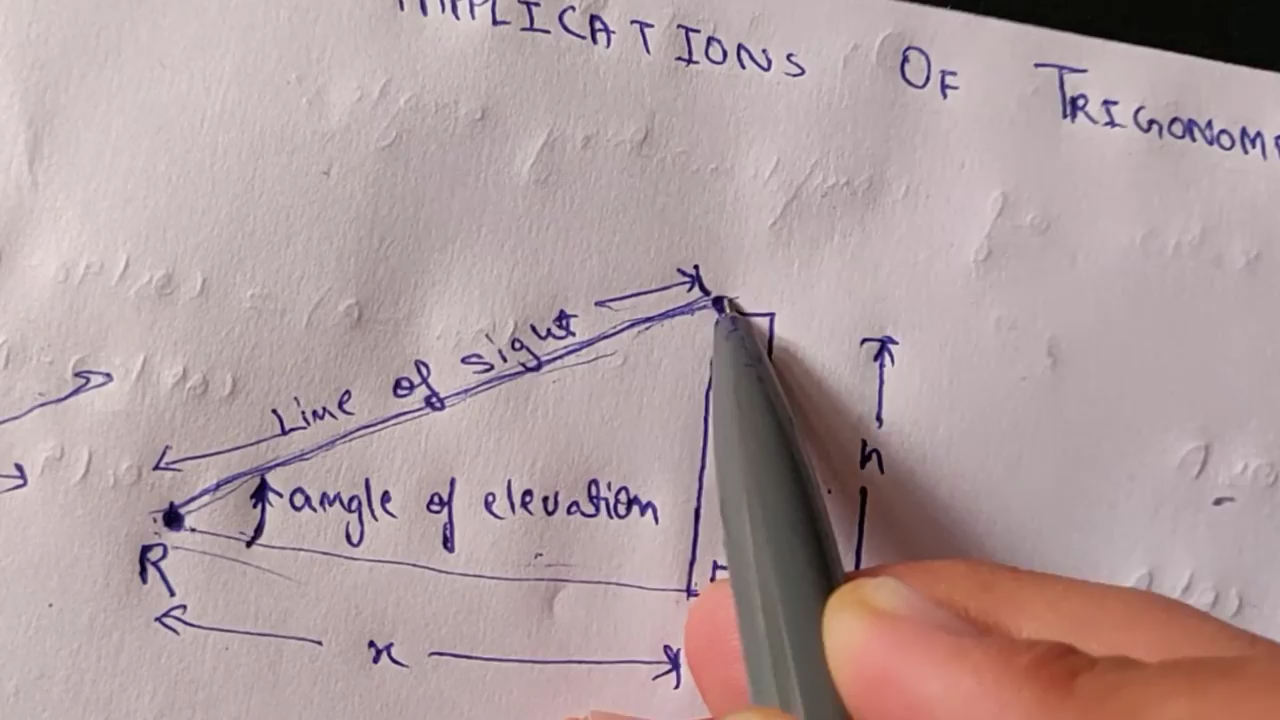 APPLICATIONS OF TRIGONOM
Line of sight
h
angle of elevation
R
x